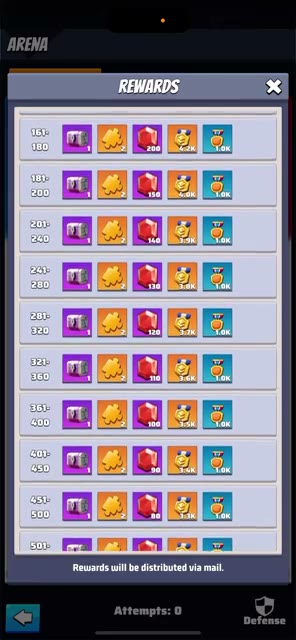 ARENA
REWARDS
161-
180
1
2
200
4.2K
1.0K
181-
200
1
2
150
4.0K
1.0K
201-
240
1
2
140
3.9K
1.0K
241-
280
1
2
130
3.8K
1.0K
281-
320
1
2
120
3.7K
1.0K
321-
360
1
2
110
3.6K
1.0K
361-
400
1
2
100
3.5K
1.0K
401-
450
1
2
90
3.4K
1.0K
451-
500
1
2
80
3.3K
1.0K
501-
Rewards will be distributed via mail.
Attempts: 0
Defense